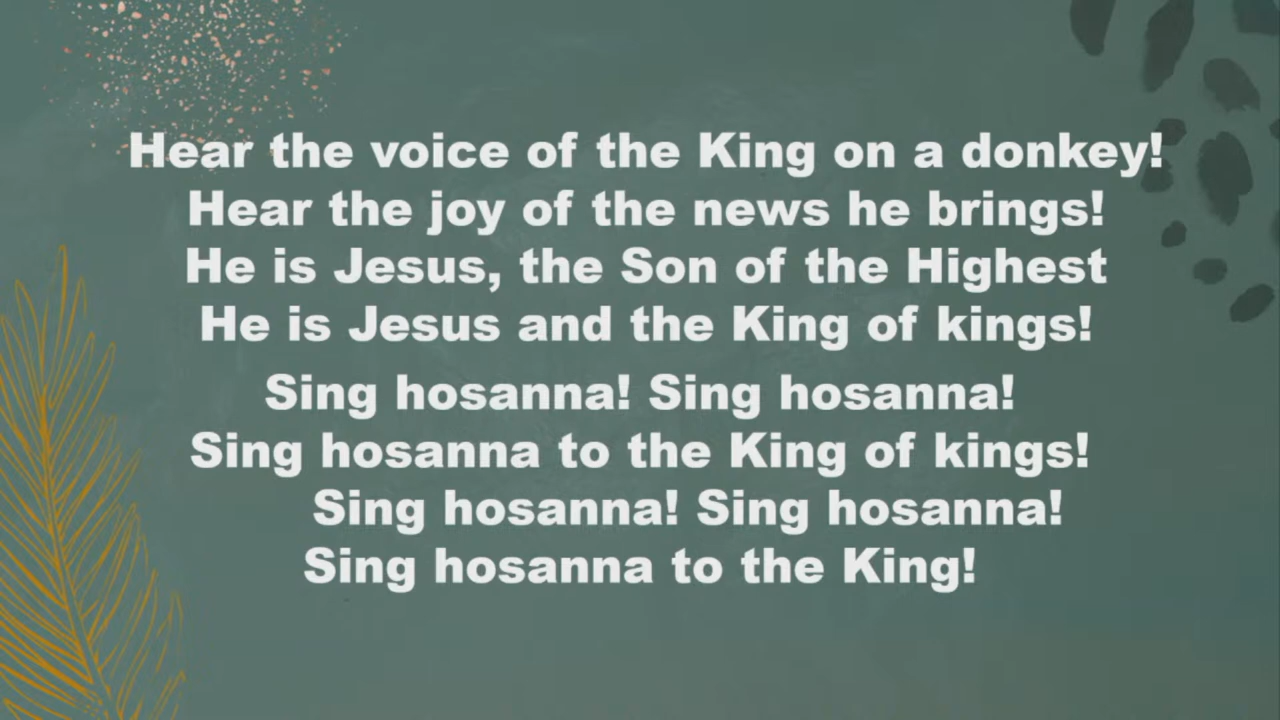 Hear the voice of the King on a donkey!
Hear the joy of the news he brings!
He is Jesus, the Son of the Highest
He is Jesus and the King of kings!
Sing hosanna! Sing hosanna!
Sing hosanna to the King of kings!
Sing hosanna! Sing hosanna!
Sing hosanna to the King!